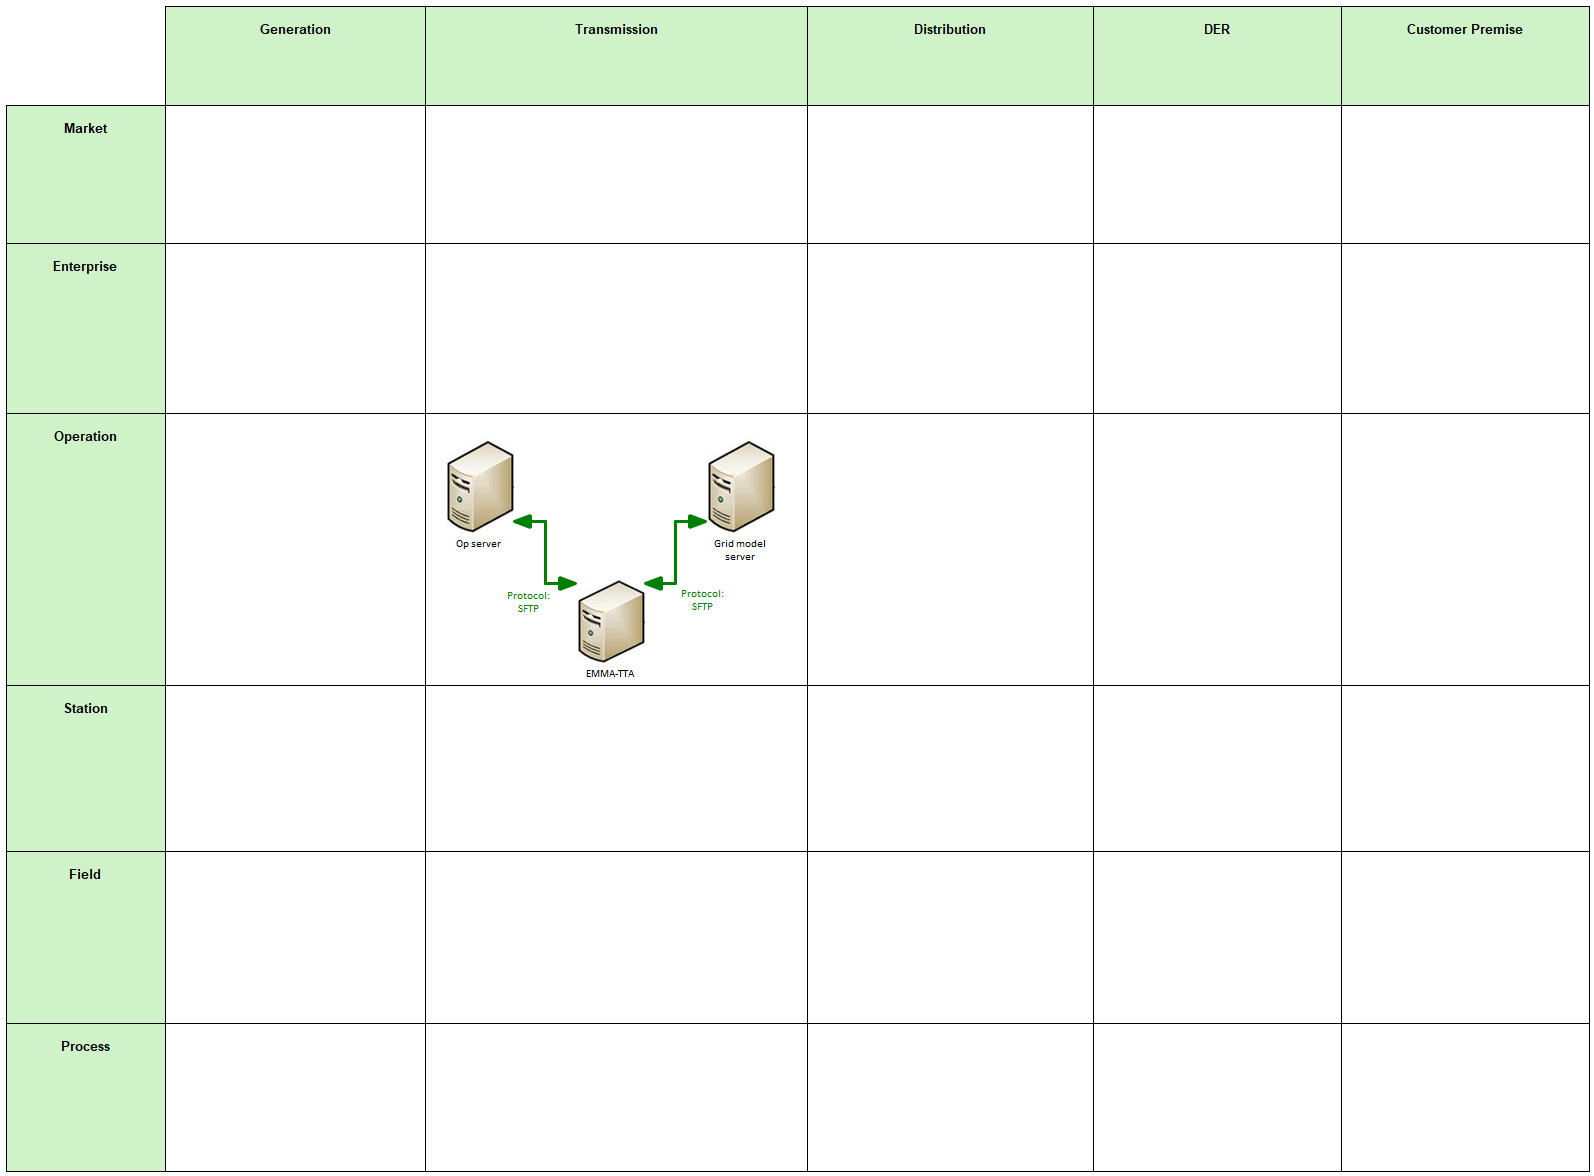 Generation
Transmission
Distribution
DER
Customer Premise
Market
Enterprise
Operation
Op server
Grid model
server
Protocol:
SFTP
Protocol:
SFTP
EMMA-TTA
Station
Field
Process